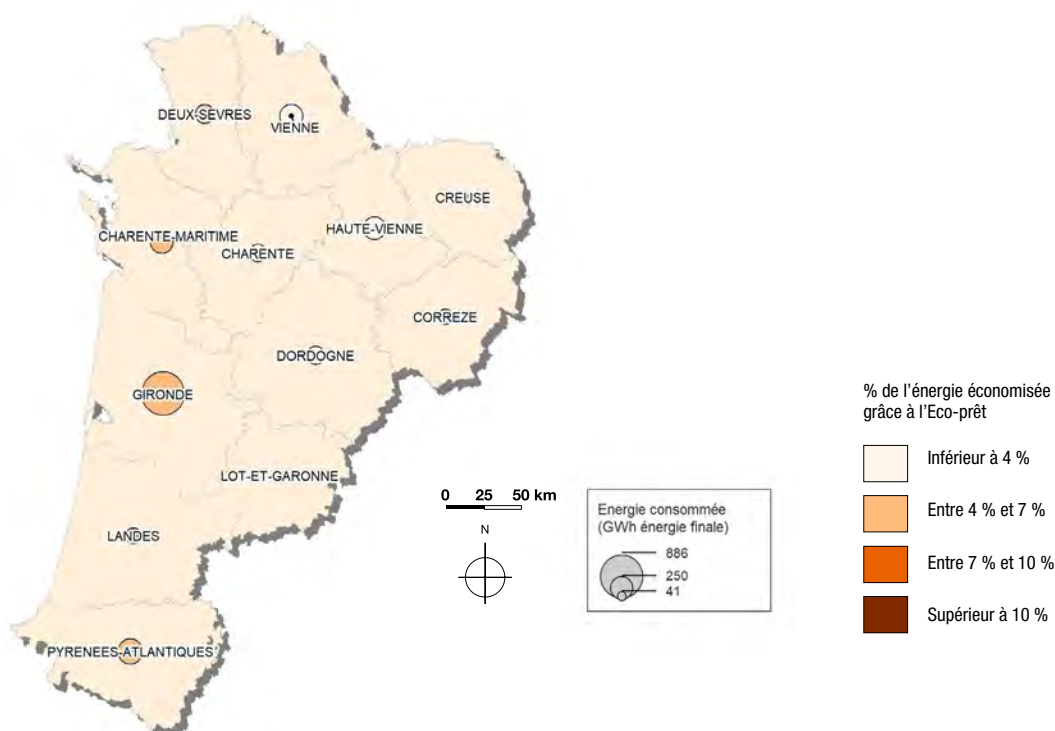 DEUX-SEVRES
VIENNE
CREUSE
HAUTE-VIENNE
CHARENTE-MARITIME
CHARENTE
CORREZE
DORDOGNE
GIRONDE
LOT-ET-GARONNE
LANDES
PYRENEES-ATLANTIQUES
0 25 50 km
N
Energie consommée
(GWh énergie finale)
886
250
41
% de l'énergie économisée
grâce à l'Eco-prêt
Inférieur à 4 %
Entre 4 % et 7 %
Entre 7 % et 10 %
Supérieur à 10 %